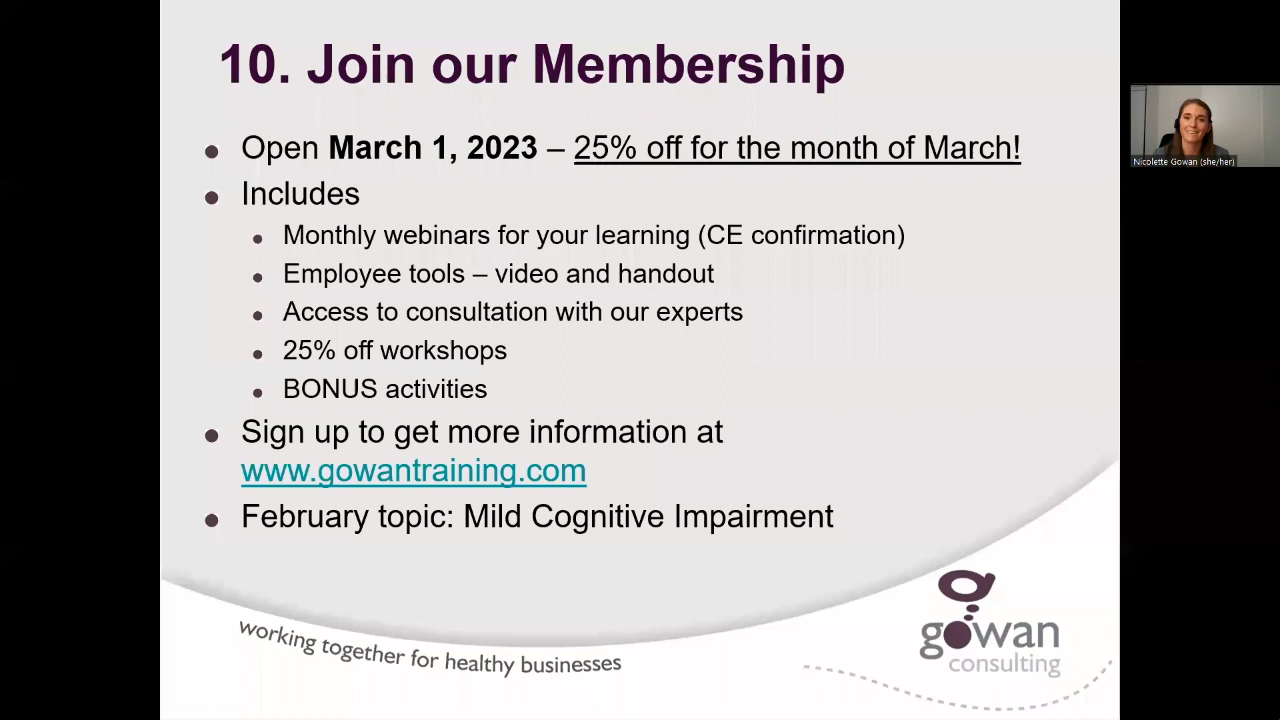 10. Join our Membership
Open March 1, 2023 – 25% off for the month of March!
Includes
Monthly webinars for your learning (CE confirmation)
Employee tools – video and handout
Access to consultation with our experts
25% off workshops
BONUS activities
Sign up to get more information at
www.gowantraining.com
February topic: Mild Cognitive Impairment
working together for healthy businesses
gowan
consulting
Nicolette Gowan (she/her)